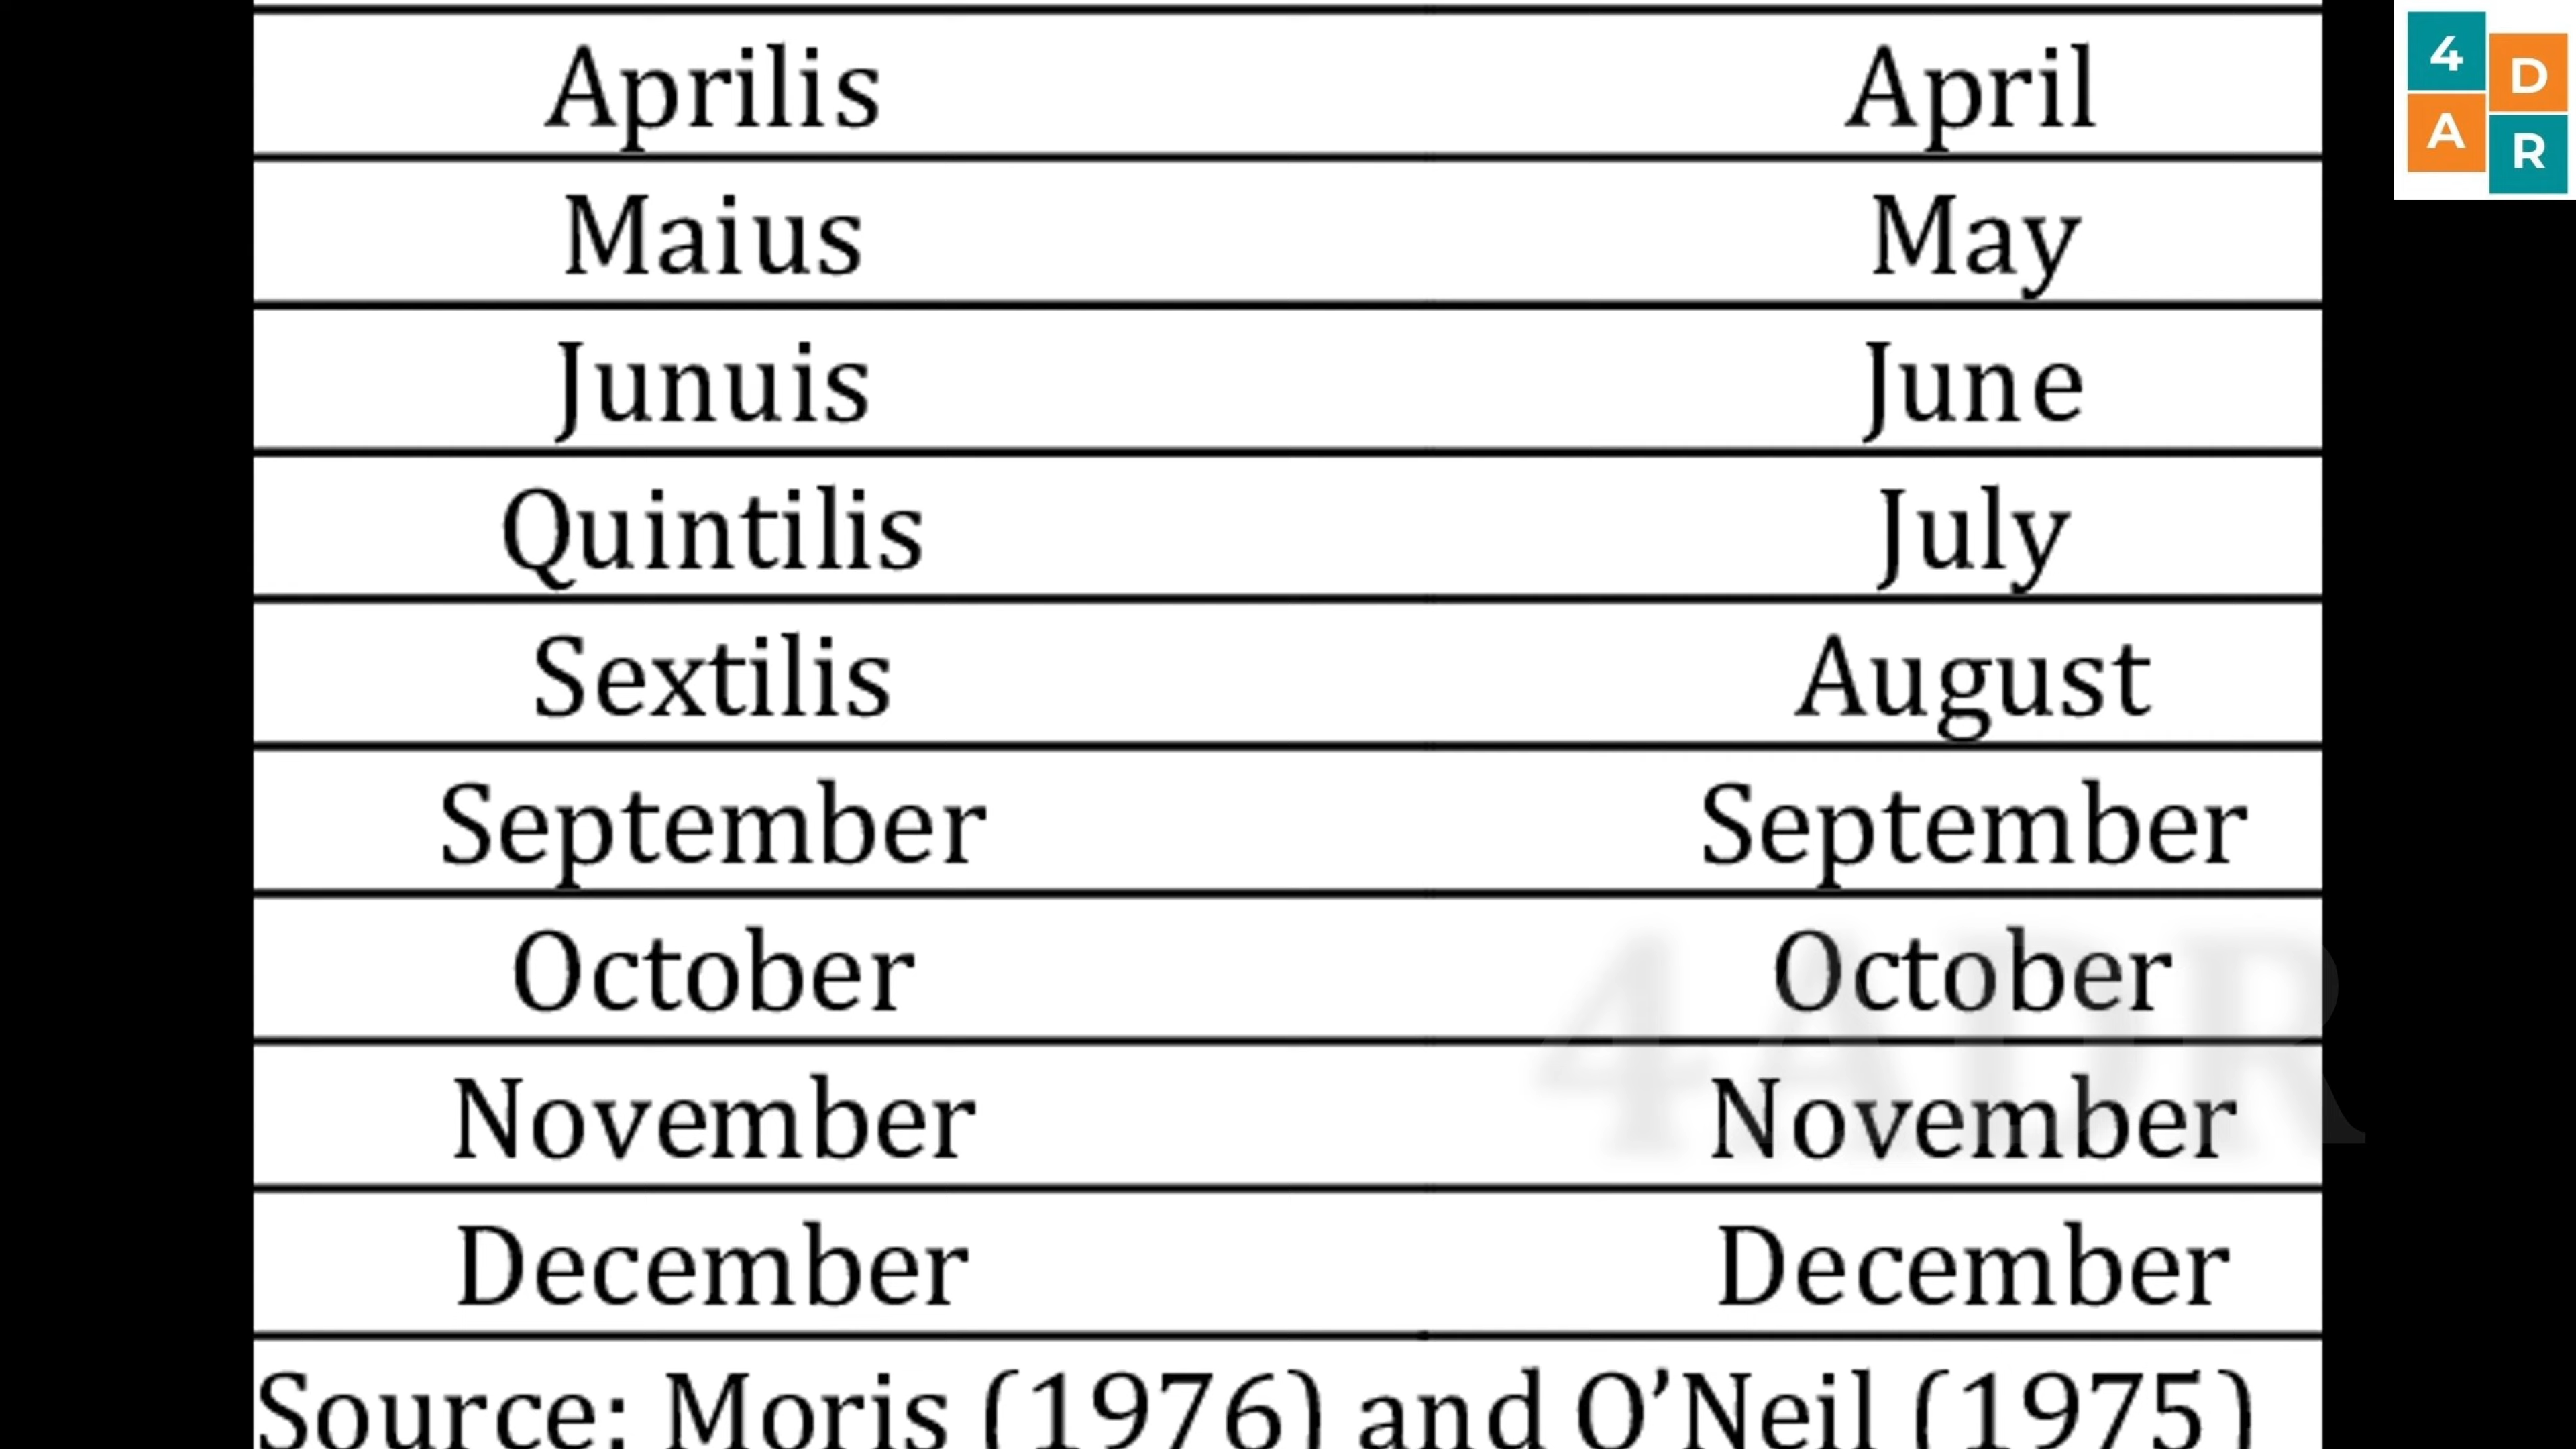 Aprilis April
Maius May
Junuis June
Quintilis July
Sextilis August
September September
October October
November November
December December
Source: Moris (1976) and O’Neil (1975)
4 D
A R
4ADR